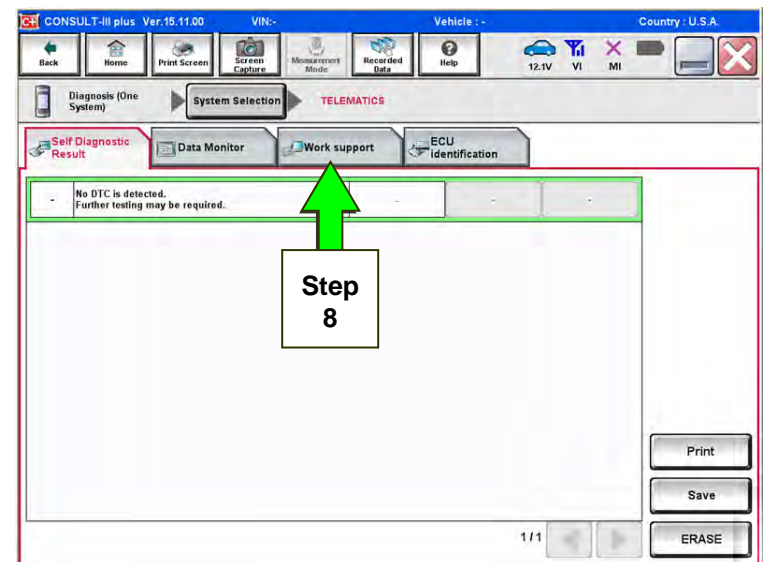 CONSULT-III plus Ver.15.11.00 VIN:- Vehicle : - Country : U.S.A.
Back
Home
Print Screen
Screen
Capture
Measurement
Mode
Recorded
Data
Help
12.1V VI MI
Diagnosis (One
System)
System Selection
TELEMATICS
Self Diagnostic
Result
Data Monitor
Work support
ECU
identification
- No DTC is detected.
Further testing may be required.
- - -
Step
8
Print
Save
1/1
ERASE